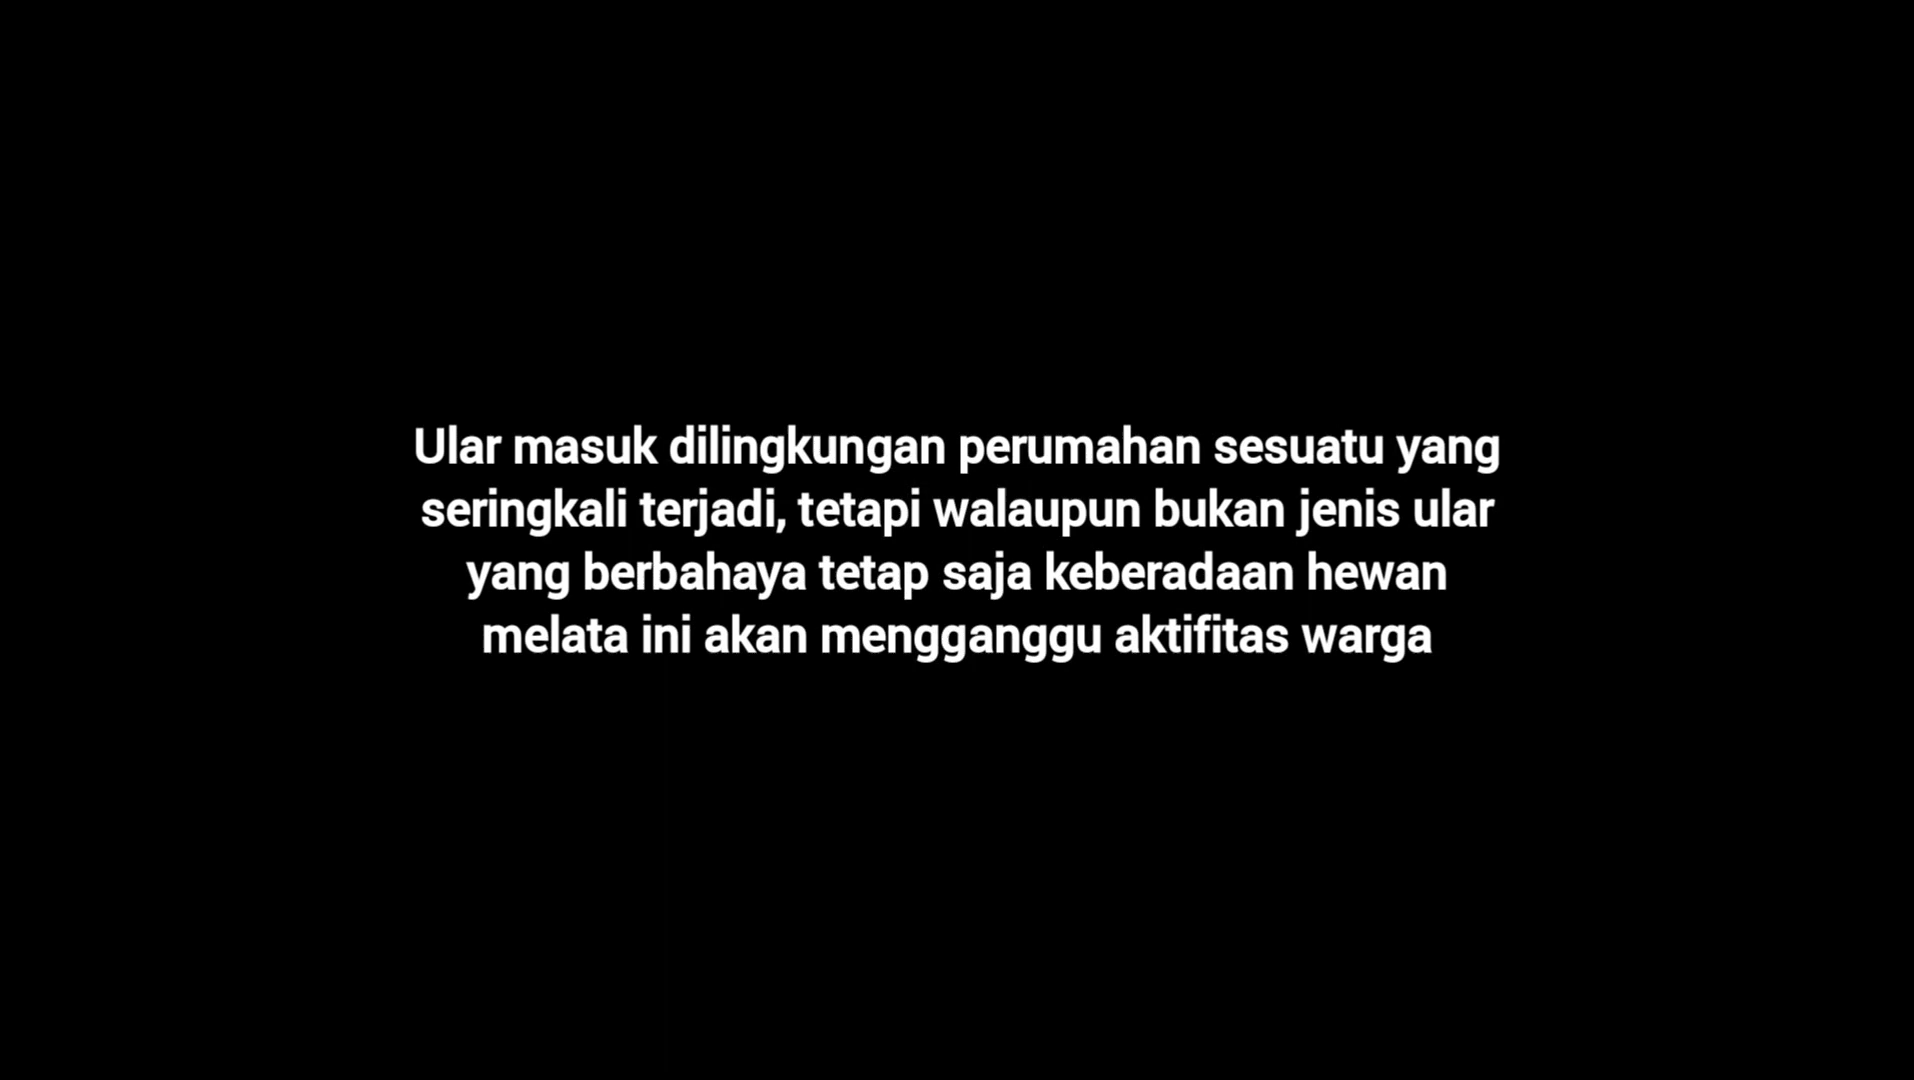 Ular masuk dilingkungan perumahan sesuatu yang
seringkali terjadi, tetapi walaupun bukan jenis ular
yang berbahaya tetap saja keberadaan hewan
melata ini akan mengganggu aktifitas warga